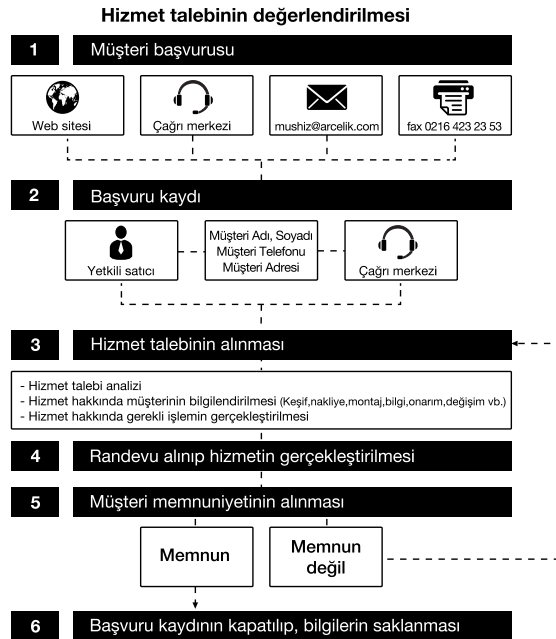 Hizmet talebinin değerlendirilmesi
1 Müşteri başvurusu
Web sitesi
Çağrı merkezi
mushiz@arcelik.com
fax 0216 423 23 53
2 Başvuru kaydı
Yetkili satıcı
Müşteri Adı, Soyadı
Müşteri Telefonu
Müşteri Adresi
Çağrı merkezi
3 Hizmet talebinin alınması
- Hizmet talebi analizi
- Hizmet hakkında müşterinin bilgilendirilmesi (Keşif,nakliye,montaj,bilgi,onarım,değişim vb.)
- Hizmet hakkında gerekli işlemin gerçekleştirilmesi
4 Randevu alınıp hizmetin gerçekleştirilmesi
5 Müşteri memnuniyetinin alınması
Memnun
Memnun
değil
6 Başvuru kaydının kapatılıp, bilgilerin saklanması